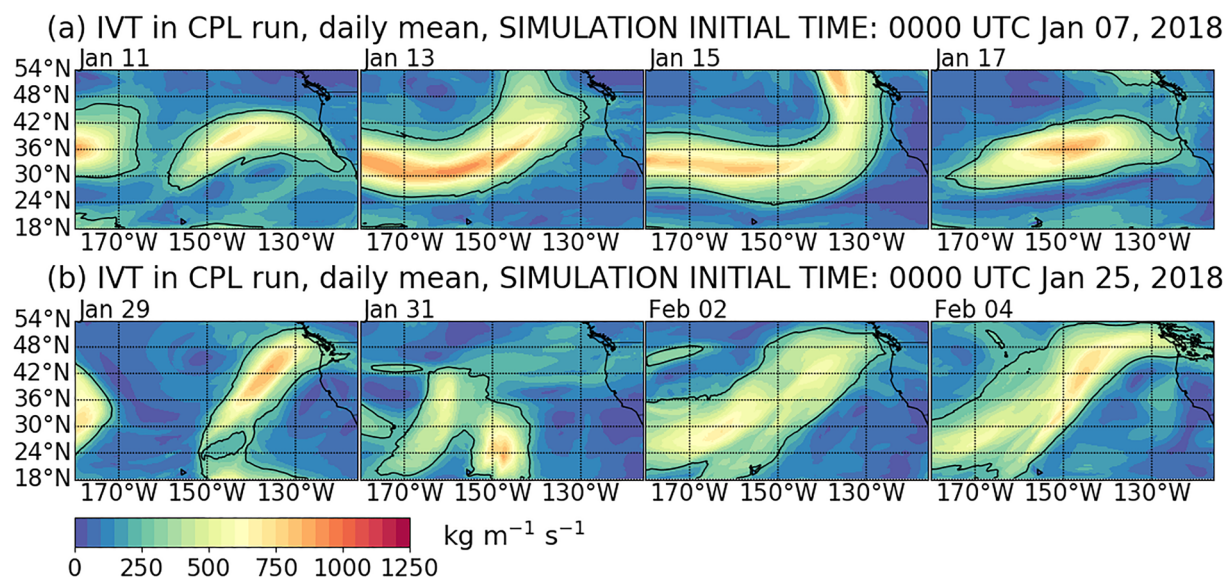 (a) IVT in CPL run, daily mean, SIMULATION INITIAL TIME: 0000 UTC Jan 07, 2018
Jan 11 Jan 13 Jan 15 Jan 17
54°N
48°N
42°N
36°N
30°N
24°N
18°N
170°W 150°W 130°W 170°W 150°W 130°W 170°W 150°W 130°W 170°W 150°W 130°W
(b) IVT in CPL run, daily mean, SIMULATION INITIAL TIME: 0000 UTC Jan 25, 2018
Jan 29 Jan 31 Feb 02 Feb 04
54°N
48°N
42°N
36°N
30°N
24°N
18°N
170°W 150°W 130°W 170°W 150°W 130°W 170°W 150°W 130°W 170°W 150°W 130°W
kg m⁻¹ s⁻¹
0 250 500 750 1000 1250